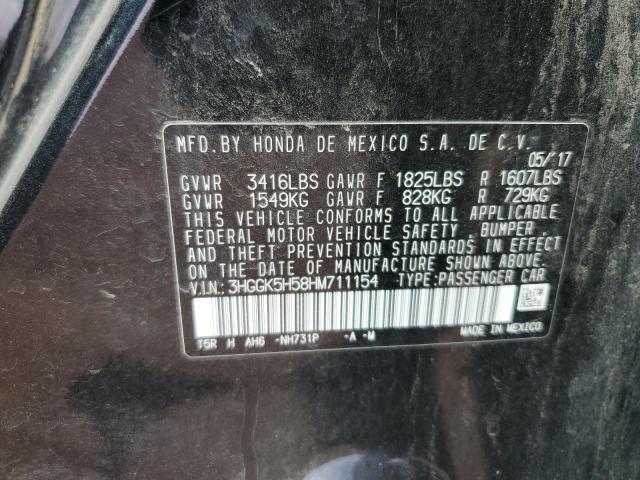 MFD. BY HONDA DE MEXICO S.A. DE C.V.
05/17
GVWR 3416LBS GAWR F 1825LBS R 1607LBS
GVWR 1549KG GAWR F 828KG R 729KG
THIS VEHICLE CONFORMS TO ALL APPLICABLE
FEDERAL MOTOR VEHICLE SAFETY, BUMPER,
AND THEFT PREVENTION STANDARDS IN EFFECT
ON THE DATE OF MANUFACTURE SHOWN ABOVE.
V.I.N.: 3HGGK5H58HM711154 TYPE:PASSENGER CAR
T5R H AH6 -NH731P -A -M MADE IN MEXICO